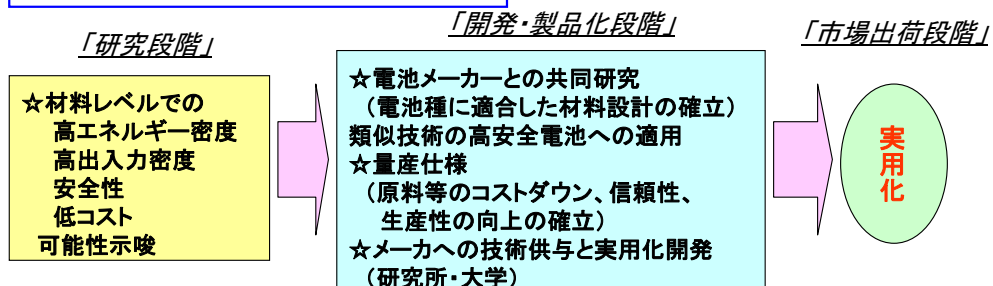 「研究段階」
☆材料レベルでの
高エネルギー密度
高出入力密度
安全性
低コスト
可能性示唆
「開発・製品化段階」
☆電池メーカーとの共同研究
（電池種に適合した材料設計の確立）
類似技術の高安全電池への適用
☆量産仕様
（原料等のコストダウン、信頼性、
生産性の向上の確立）
☆メーカへの技術供与と実用化開発
（研究所・大学）
「市場出荷段階」
実用化